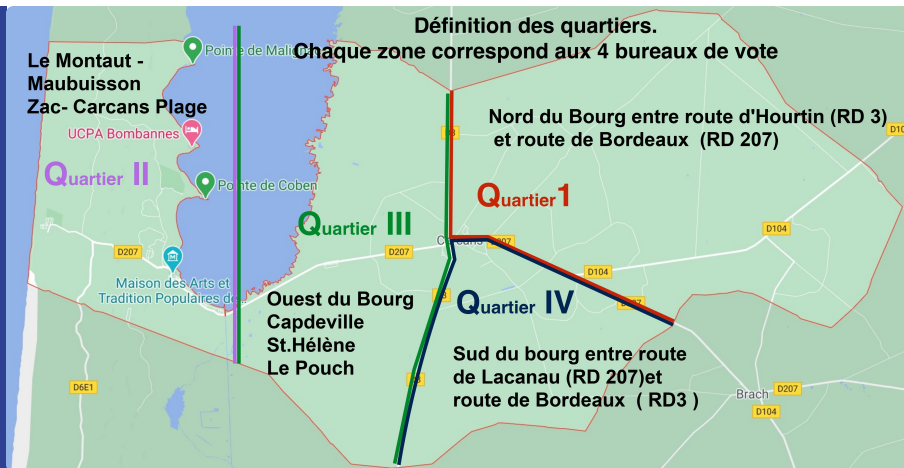 Définition des quartiers.
Chaque zone correspond aux 4 bureaux de vote
Le Montaut -
Maubuisson
Zac- Carcans Plage
Pointe de
UCPA Bombannes
Quartier II
Pointe de Coben
D207
Maison des Arts et
Tradition Populaires de
D6E1
Quartier III
D207
Ouest du Bourg
Capdeville
St.Hélène
Le Pouch
Nord du Bourg entre route d'Hourtin (RD 3)
et route de Bordeaux (RD 207)
Quartier 1
D104
D104
Quartier IV
Sud du bourg entre route
de Lacanau (RD 207)et
route de Bordeaux ( RD3 )
Brach
D207
D104